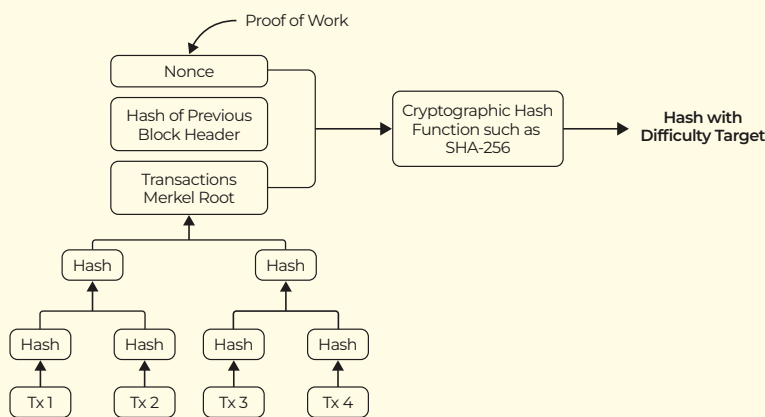 Proof of Work
Nonce
Hash of Previous
Block Header
Transactions
Merkel Root
Cryptographic Hash
Function such as
SHA-256
Hash with
Difficulty Target
Hash
Hash
Hash
Hash
Hash
Hash
Tx 1
Tx 2
Tx 3
Tx 4